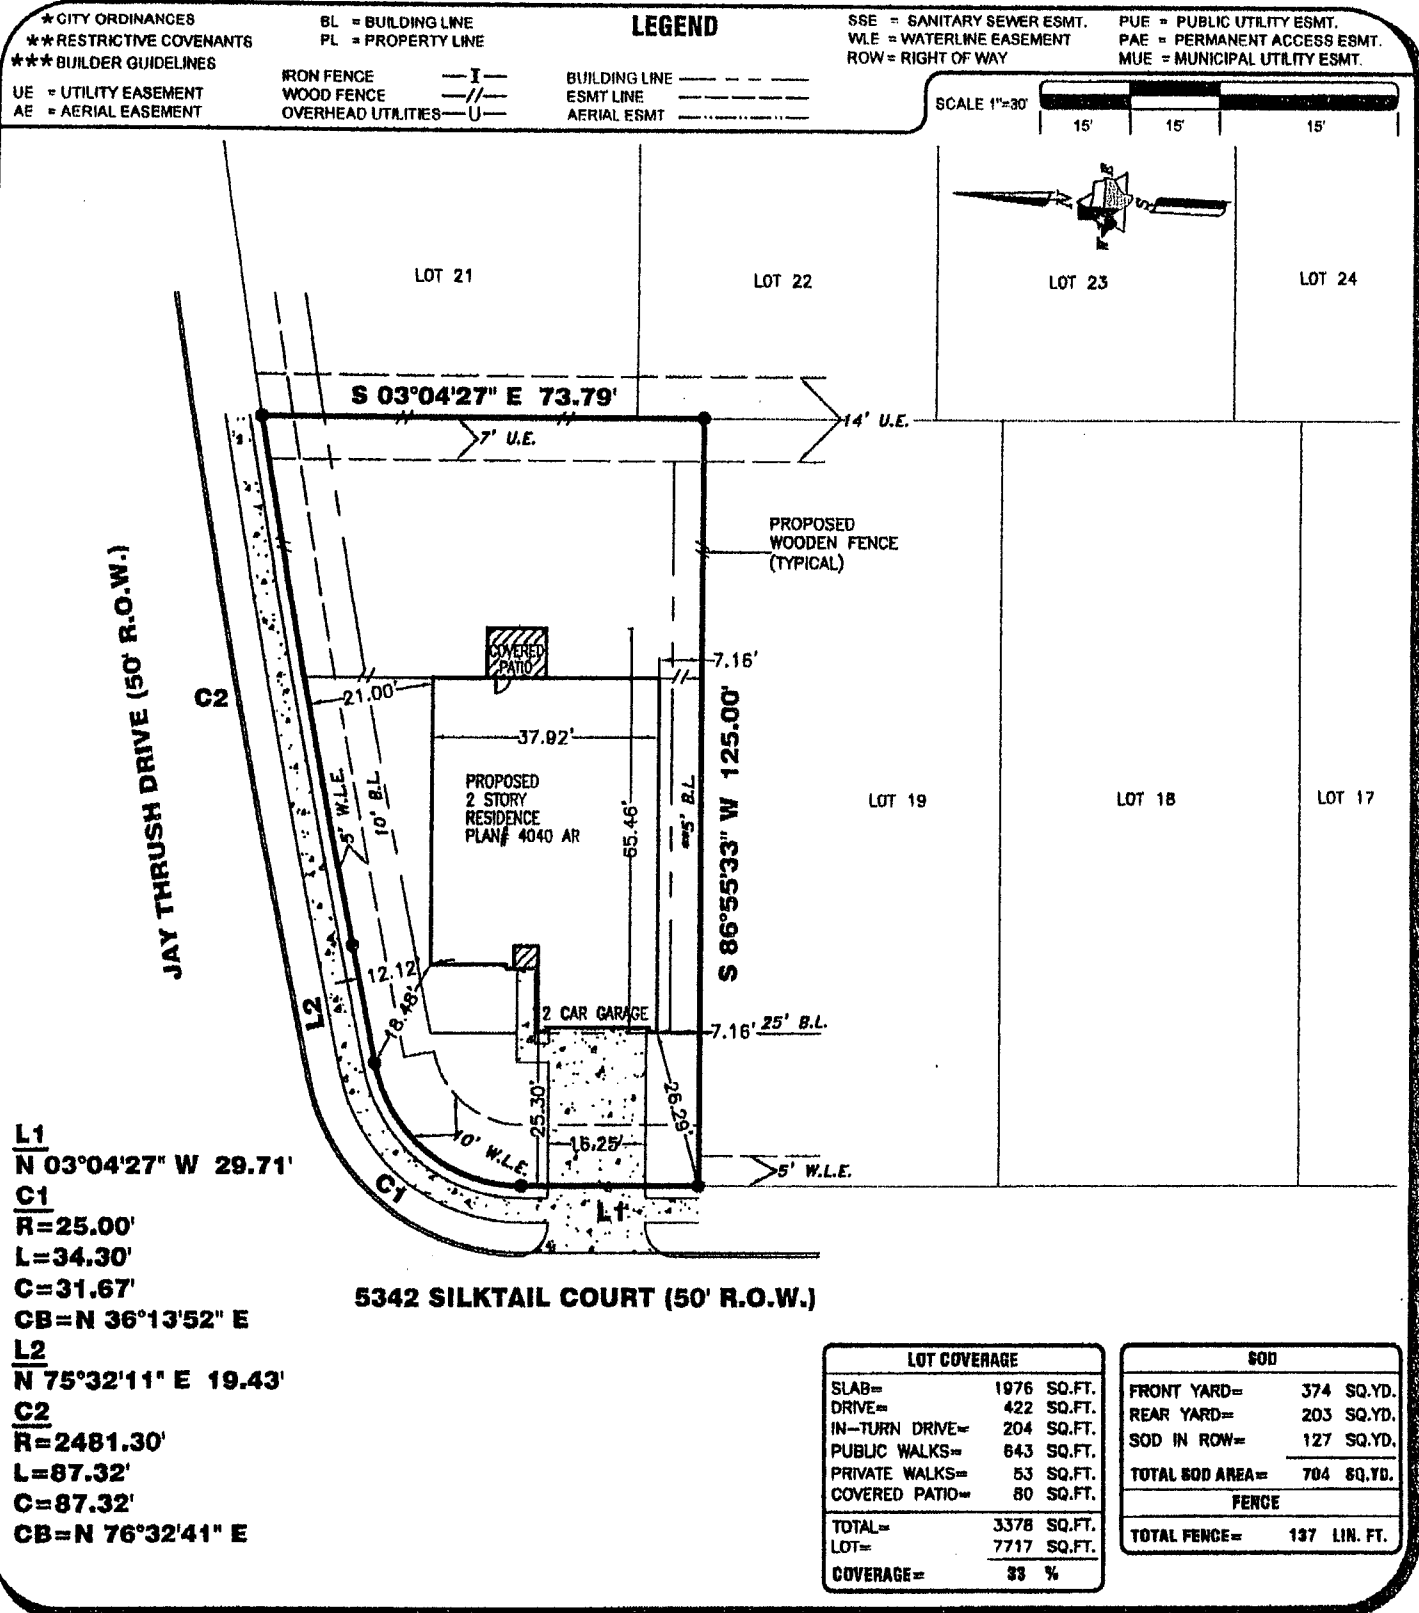 *CITY ORDINANCES
**RESTRICTIVE COVENANTS
***BUILDER GUIDELINES
UE = UTILITY EASEMENT
AE = AERIAL EASEMENT
BL = BUILDING LINE
PL = PROPERTY LINE
IRON FENCE —I—
WOOD FENCE —//—
OVERHEAD UTILITIES —U—
LEGEND
BUILDING LINE
ESMT LINE
AERIAL ESMT
SSE = SANITARY SEWER ESMT.
WLE = WATERLINE EASEMENT
ROW = RIGHT OF WAY
PUE = PUBLIC UTILITY ESMT.
PAE = PERMANENT ACCESS ESMT.
MUE = MUNICIPAL UTILITY ESMT.
SCALE 1"=30'
15' 15' 15'
N E S W
LOT 21
LOT 22
LOT 23
LOT 24
S 03°04'27" E 73.79'
7' U.E.
14' U.E.
PROPOSED
WOODEN FENCE
(TYPICAL)
JAY THRUSH DRIVE (50' R.O.W.)
C2
COVERED
PATIO
21.00'
7.16'
37.92'
PROPOSED
2 STORY
RESIDENCE
PLAN# 4040 AR
65.46'
5' W.L.E.
10' B.L.
**5' B.L.
S 86°55'33" W 125.00'
LOT 19
LOT 18
LOT 17
L2
12.12'
18.48'
2 CAR GARAGE
7.16'
25' B.L.
25.30'
26.29'
16.25'
10' W.L.E.
5' W.L.E.
C1
L1
5342 SILKTAIL COURT (50' R.O.W.)
L1
N 03°04'27" W 29.71'
C1
R=25.00'
L=34.30'
C=31.67'
CB=N 36°13'52" E
L2
N 75°32'11" E 19.43'
C2
R=2481.30'
L=87.32'
C=87.32'
CB=N 76°32'41" E
LOT COVERAGE
SLAB= 1976 SQ.FT.
DRIVE= 422 SQ.FT.
IN-TURN DRIVE= 204 SQ.FT.
PUBLIC WALKS= 643 SQ.FT.
PRIVATE WALKS= 53 SQ.FT.
COVERED PATIO= 80 SQ.FT.
TOTAL= 3378 SQ.FT.
LOT= 7717 SQ.FT.
COVERAGE= 33 %
SOD
FRONT YARD= 374 SQ.YD.
REAR YARD= 203 SQ.YD.
SOD IN ROW= 127 SQ.YD.
TOTAL SOD AREA= 704 SQ.YD.
FENCE
TOTAL FENCE= 137 LIN. FT.